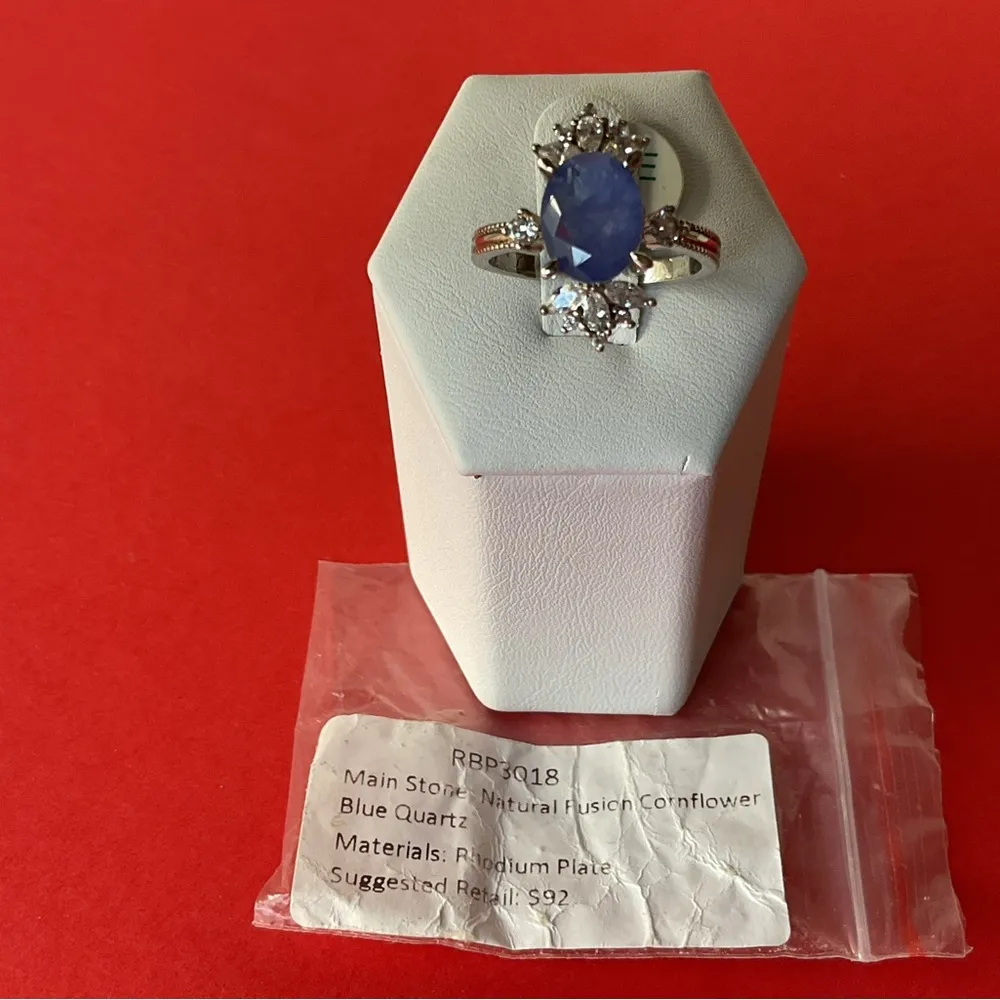 RBP3Q18
Main Stone: Natural Fusion Cornflower
Blue Quartz
Materials: Rhodium Plate
Suggested Retail: $92